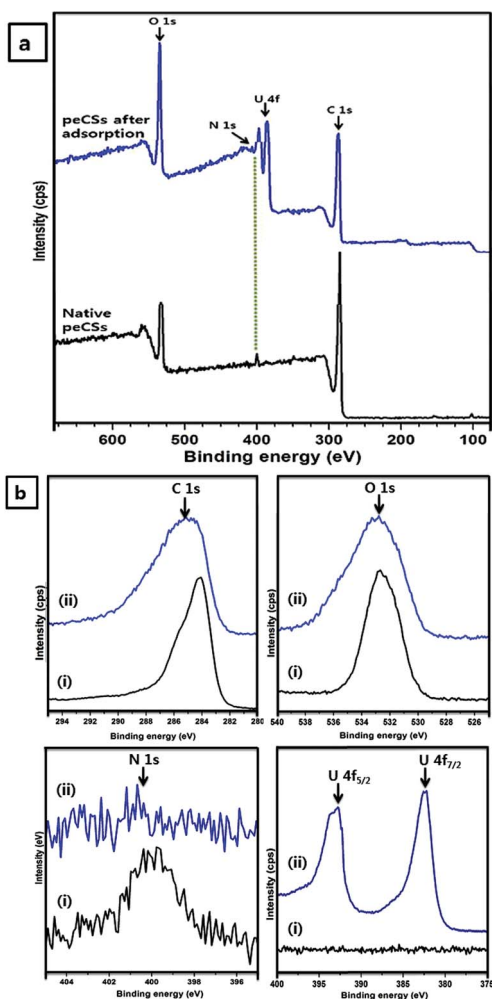 a
O 1s
U 4f
N 1s
C 1s
peCSs after
adsorption
Native
peCSs
Intensity (cps)
600 500 400 300 200 100
Binding energy (eV)
b
C 1s
(ii)
(i)
Intensity (cps)
294 292 290 288 286 284 282 280
Binding energy (eV)
O 1s
(ii)
(i)
Intensity (cps)
540 538 536 534 532 530 528 526
Binding energy (eV)
N 1s
(ii)
(i)
Intensity (eV)
404 402 400 398 396
Binding energy (eV)
U 4f5/2
U 4f7/2
(ii)
(i)
Intensity (cps)
400 395 390 385 380 375
Binding energy (eV)